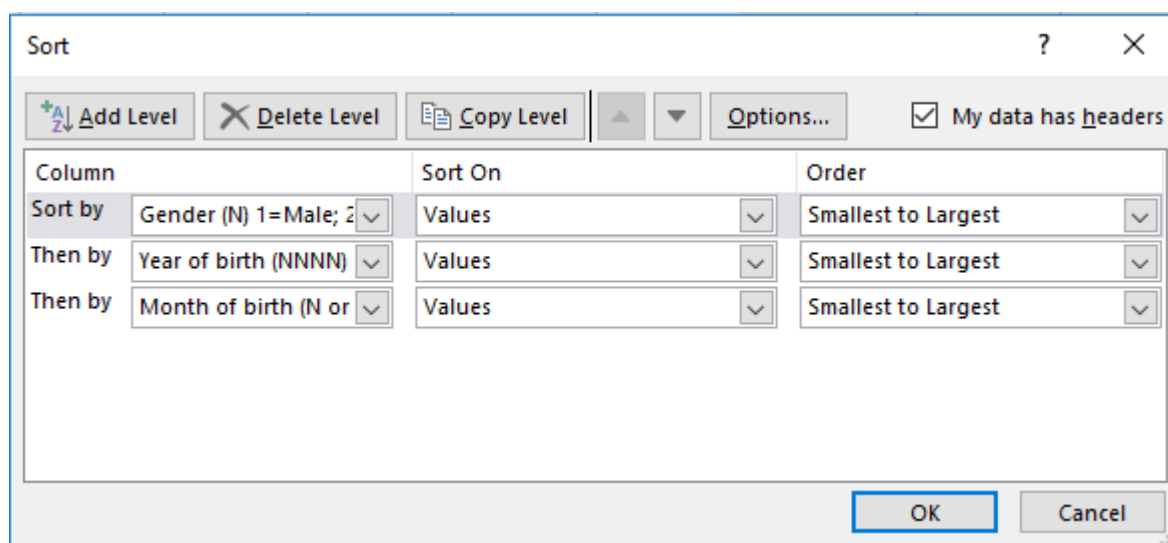 Sort ?
Add Level Delete Level Copy Level Options... My data has headers
Column Sort On Order
Sort by Gender (N) 1=Male; 2 Values Smallest to Largest
Then by Year of birth (NNNN) Values Smallest to Largest
Then by Month of birth (N or Values Smallest to Largest
OK Cancel